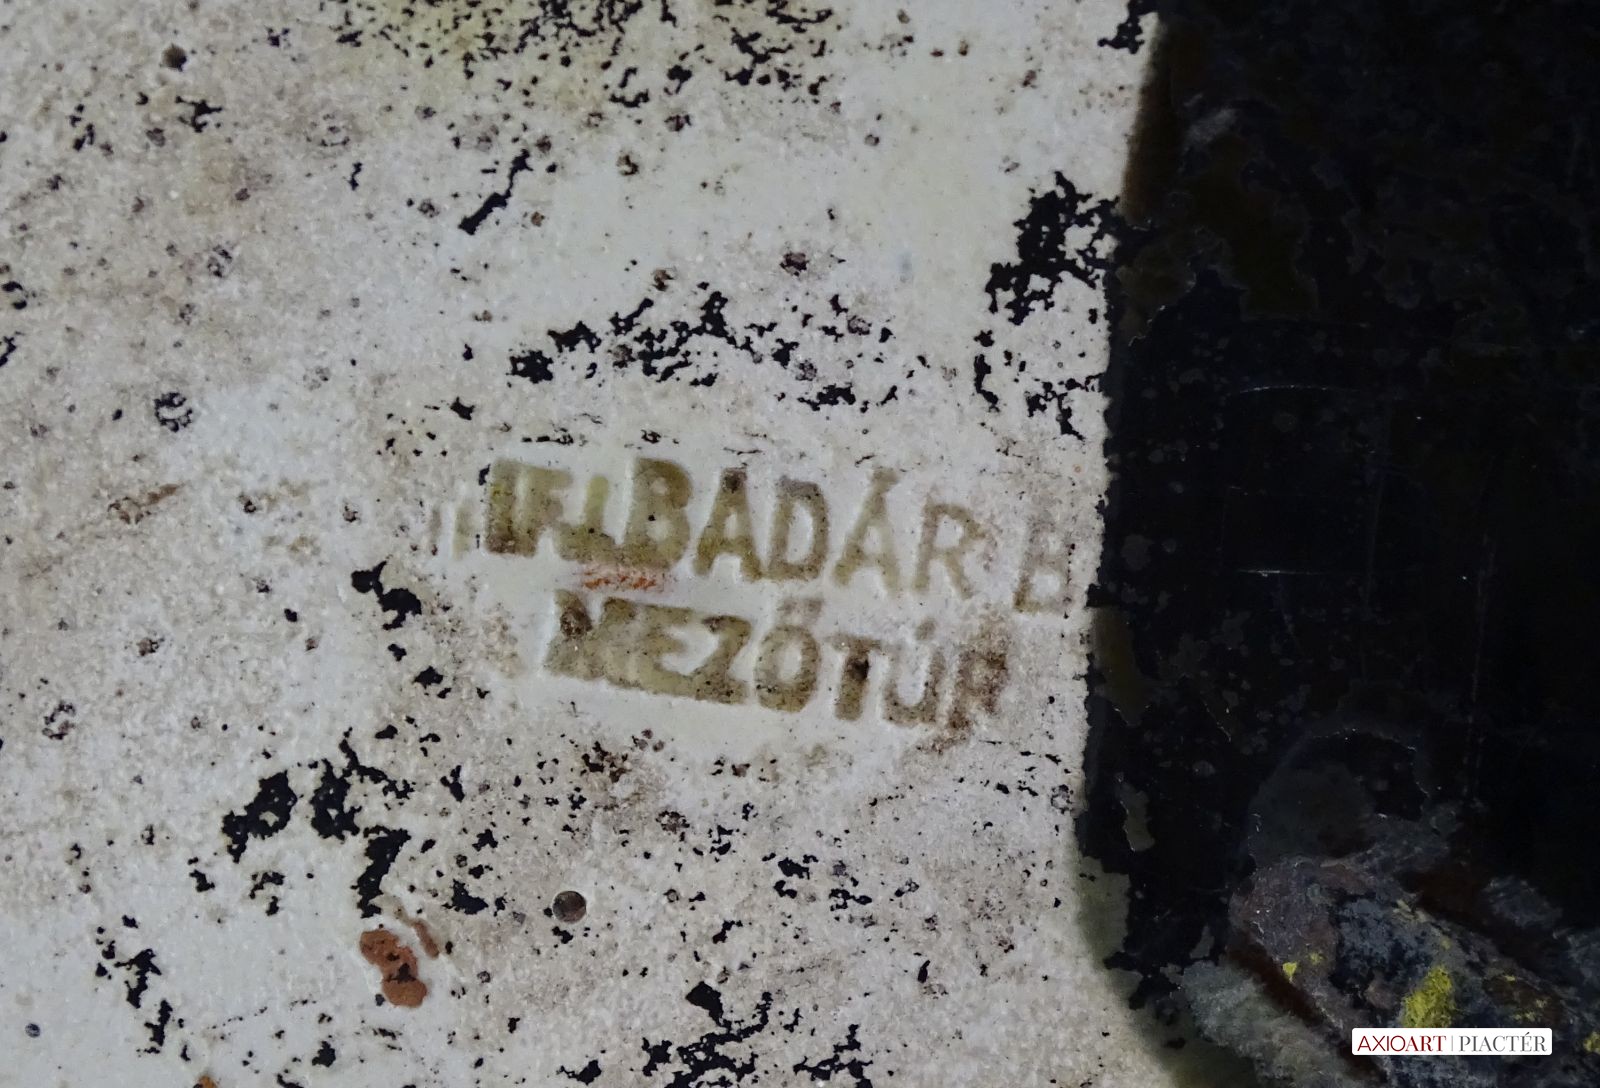 BADÁR B
MEZŐTÚR
AXIOART | PIACTÉR